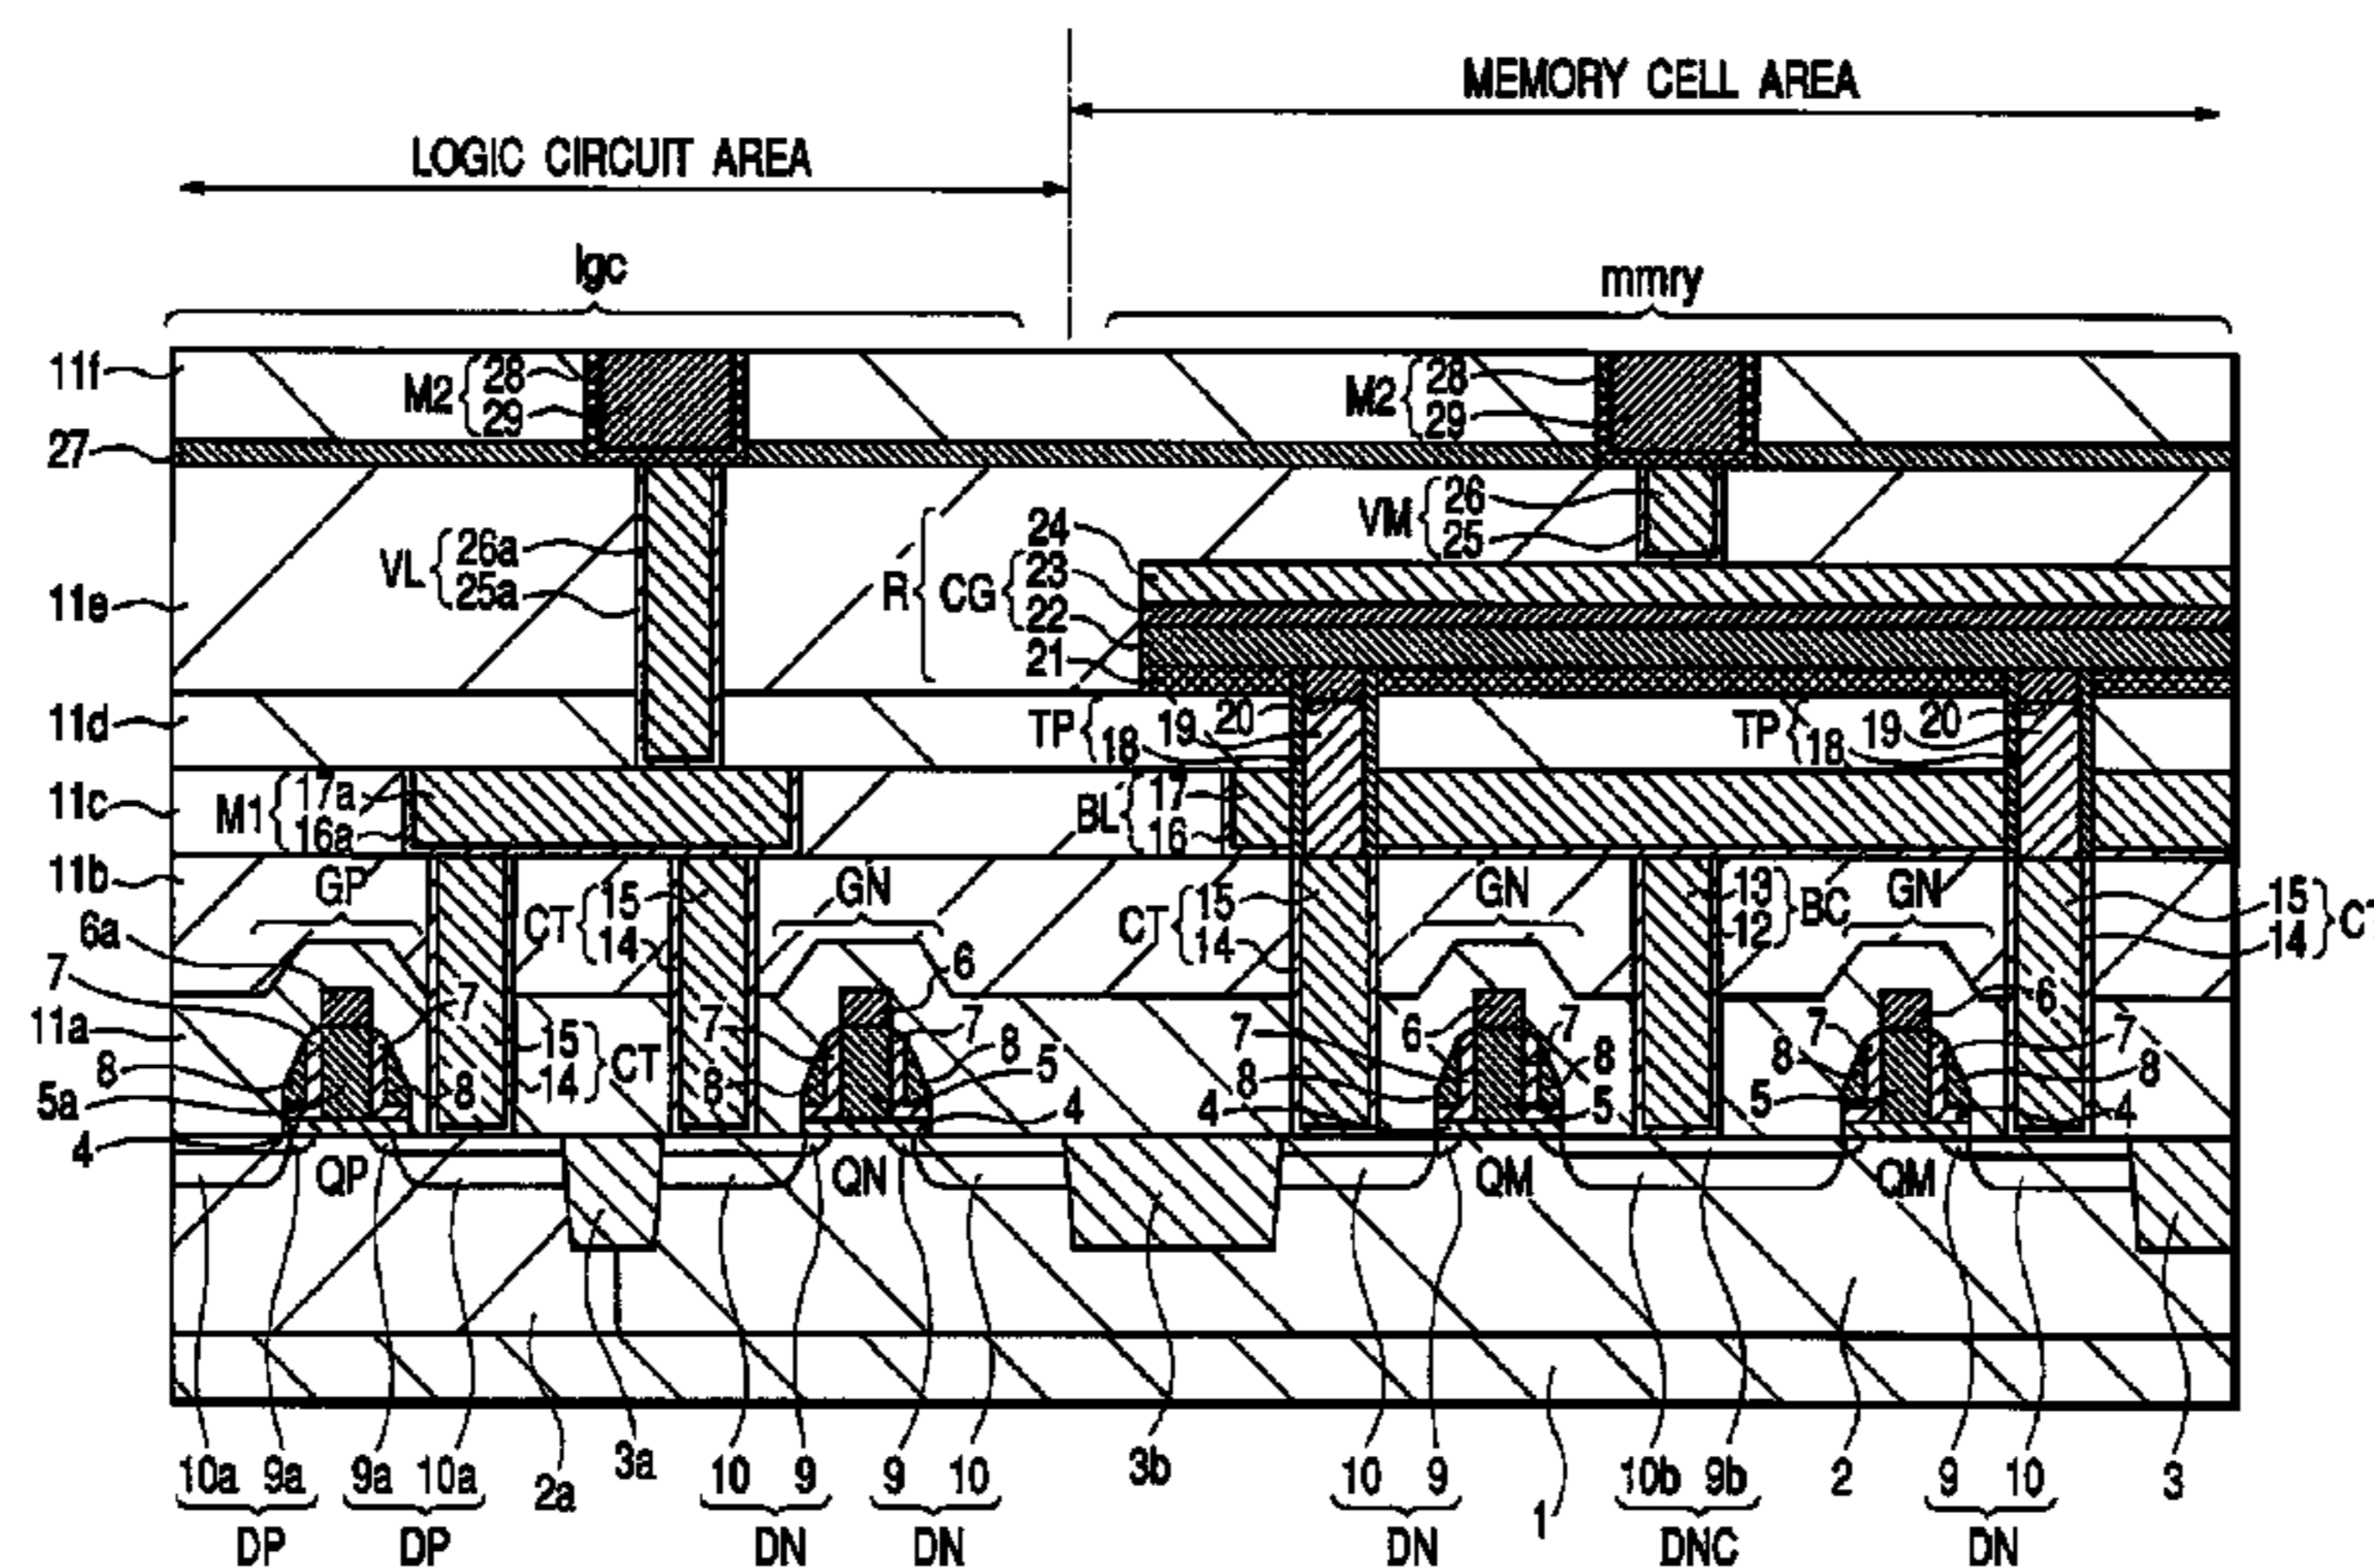 MEMORY CELL AREA
LOGIC CIRCUIT AREA
lgc
mmry
11f
M2 28
29
M2 28
29
27
VM 26
25
24
VL 26a
25a
R CG 23
22
11e
21
11d
TP 18 19 20
TP 18 19 20
11c
M1 17a
16a
BL 17
16
11b
GP
CT 15
14
GN
CT 15
14
GN
13
12 BC
GN
15
14 CT
6a
7
7
11a
8
5a
8
4
15
14 CT
6
7
7
8
8
5
4
7
6
7
8
8
4
5
6
7
7
8
8
5
4
QP
QN
QM
QM
10a 9a 9a 10a 2a 3a 10 9 9 10 3b 10 9 1 10b 9b 2 9 10 3
DP DP DN DN DN DNC DN